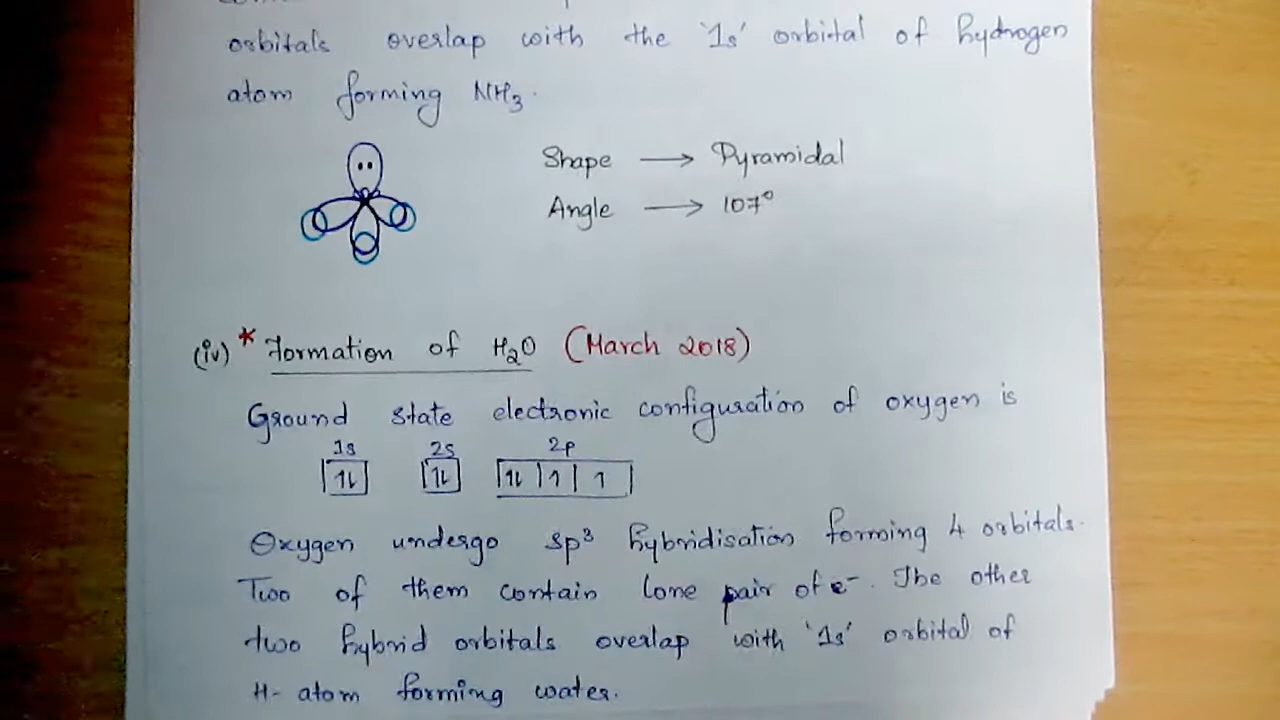 orbitals overlap with the '1s' orbital of hydrogen
atom forming NH₃.
Shape → Pyramidal
Angle → 107°
(iv) * Formation of H₂O (March 2018)
Ground state electronic configuration of oxygen is
1s 2s 2p
1⇂ 1⇂ 1⇂ 1 1
Oxygen undergo sp³ hybridisation forming 4 orbitals.
Two of them contain lone pair of e⁻. The other
two hybrid orbitals overlap with '1s' orbital of
H- atom forming water.